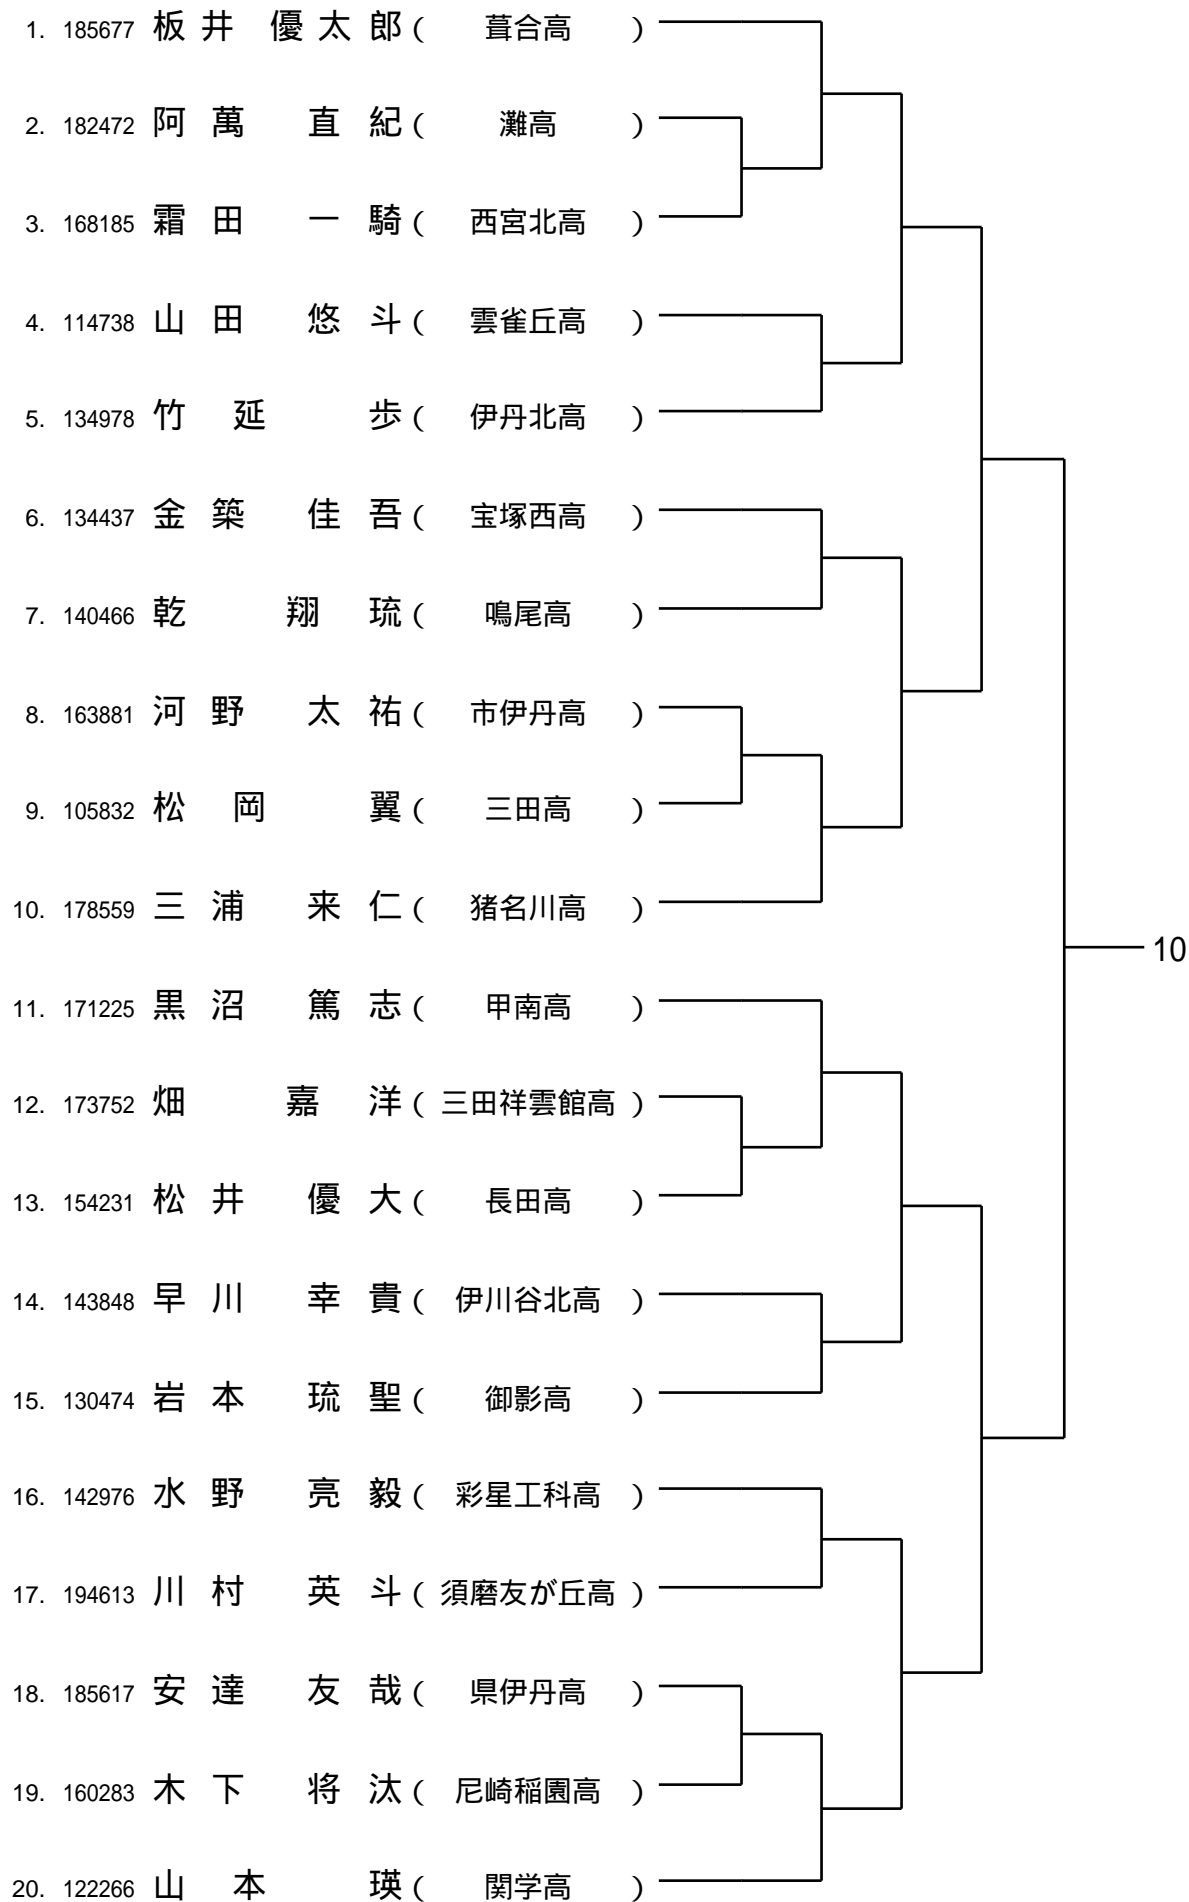 1. 185677 板井 優太郎 ( 葺合高 )
2. 182472 阿萬 直紀 ( 灘高 )
3. 168185 霜田 一騎 ( 西宮北高 )
4. 114738 山田 悠斗 ( 雲雀丘高 )
5. 134978 竹延 歩 ( 伊丹北高 )
6. 134437 金築 佳吾 ( 宝塚西高 )
7. 140466 乾 翔琉 ( 鳴尾高 )
8. 163881 河野 太祐 ( 市伊丹高 )
9. 105832 松岡 翼 ( 三田高 )
10. 178559 三浦 来仁 ( 猪名川高 )
10
11. 171225 黒沼 篤志 ( 甲南高 )
12. 173752 畑 嘉洋 ( 三田祥雲館高 )
13. 154231 松井 優大 ( 長田高 )
14. 143848 早川 幸貴 ( 伊川谷北高 )
15. 130474 岩本 琉聖 ( 御影高 )
16. 142976 水野 亮毅 ( 彩星工科高 )
17. 194613 川村 英斗 ( 須磨友が丘高 )
18. 185617 安達 友哉 ( 県伊丹高 )
19. 160283 木下 将汰 ( 尼崎稲園高 )
20. 122266 山本 瑛 ( 関学高 )